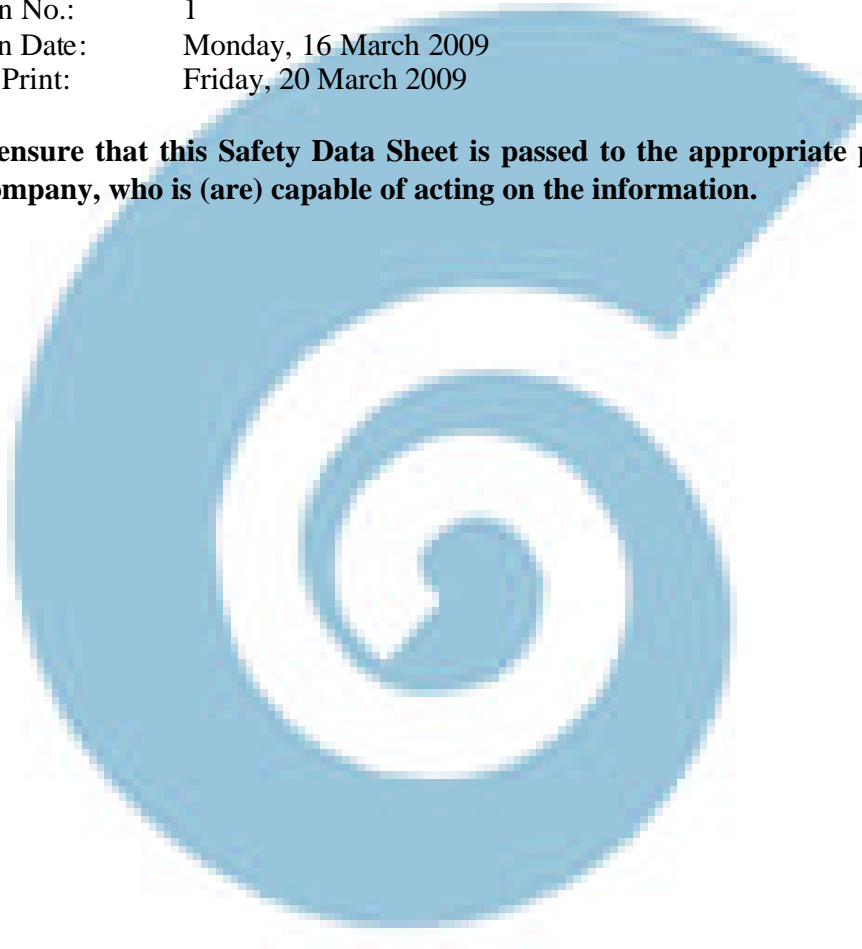 n No.: 1
n Date: Monday, 16 March 2009
Print: Friday, 20 March 2009
ensure that this Safety Data Sheet is passed to the appropriate p
ompany, who is (are) capable of acting on the information.